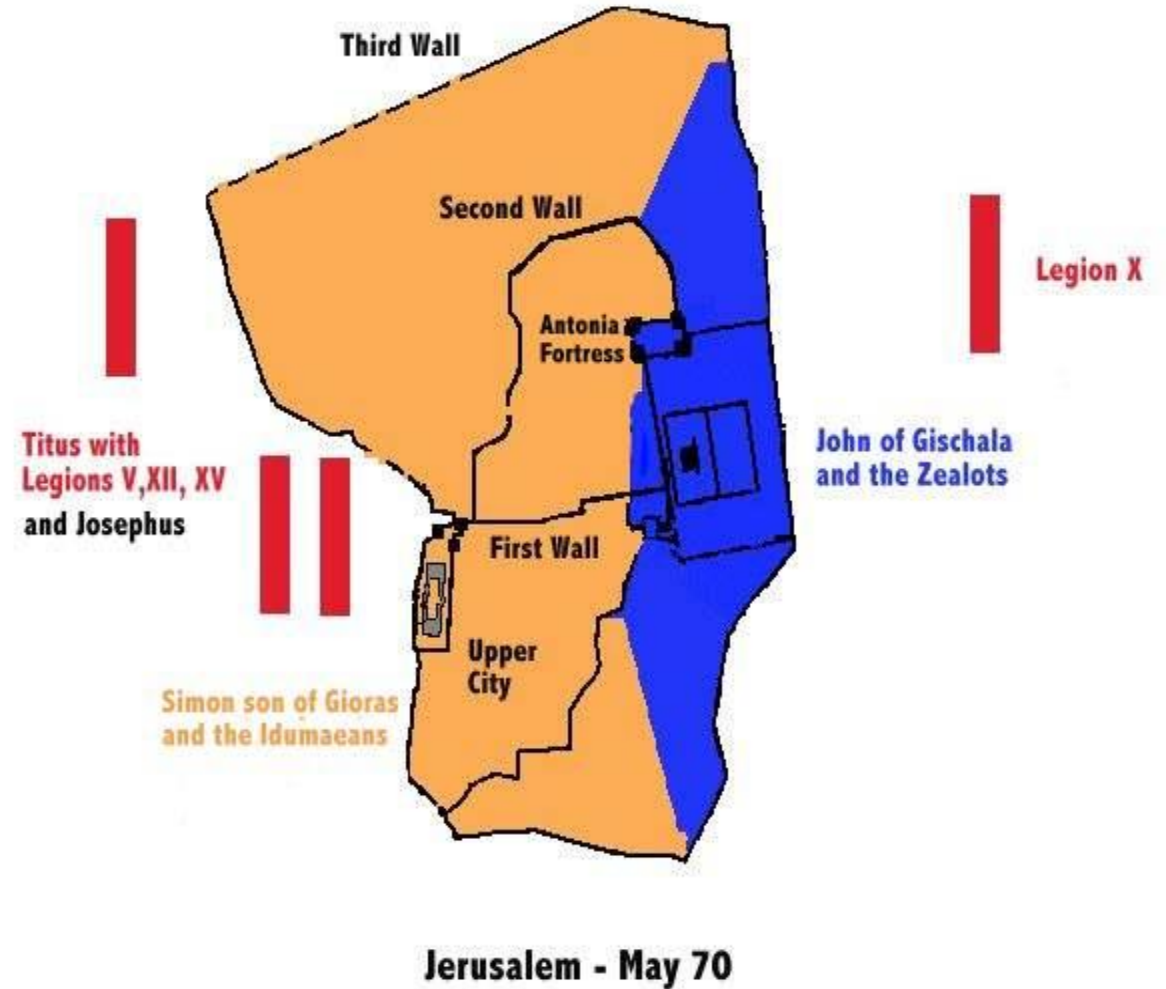 Third Wall
Second Wall
Antonia
Fortress
Legion X
Titus with
Legions V,XII, XV
and Josephus
John of Gischala
and the Zealots
First Wall
Upper
City
Simon son of Gioras
and the Idumaeans
Jerusalem - May 70